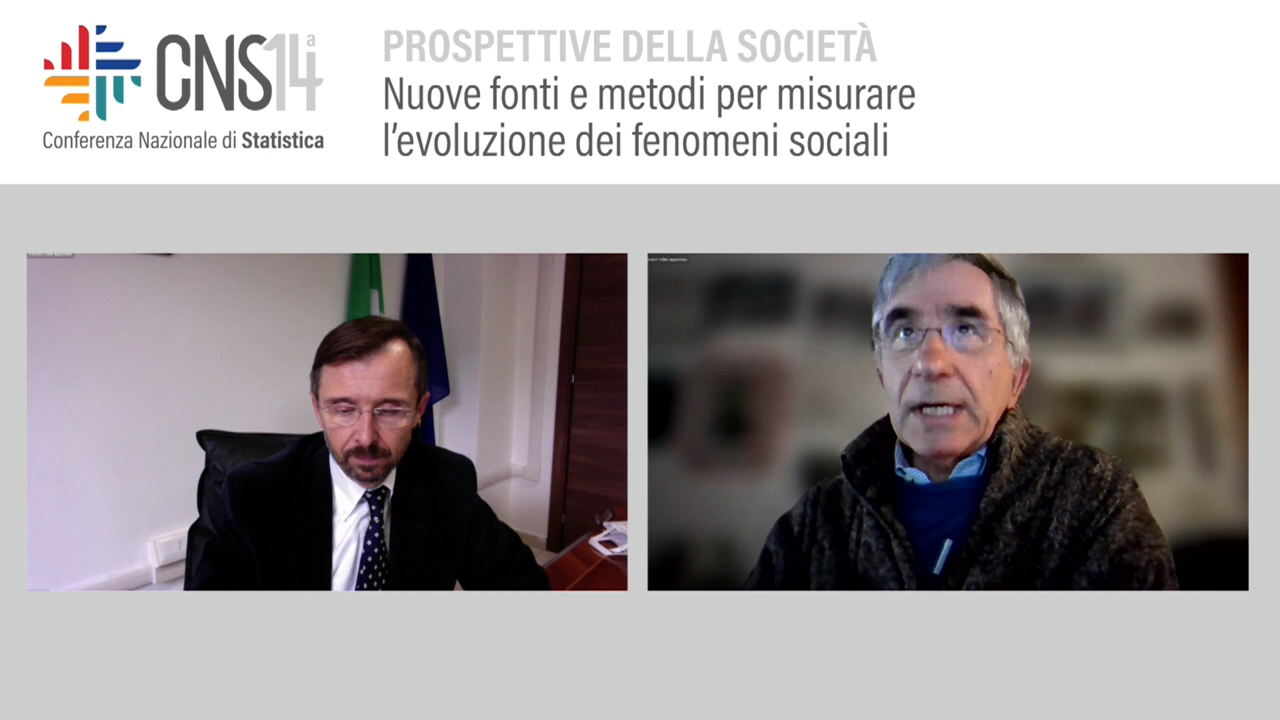 CNS14a
Conferenza Nazionale di Statistica
PROSPETTIVE DELLA SOCIETÀ
Nuove fonti e metodi per misurare
l'evoluzione dei fenomeni sociali